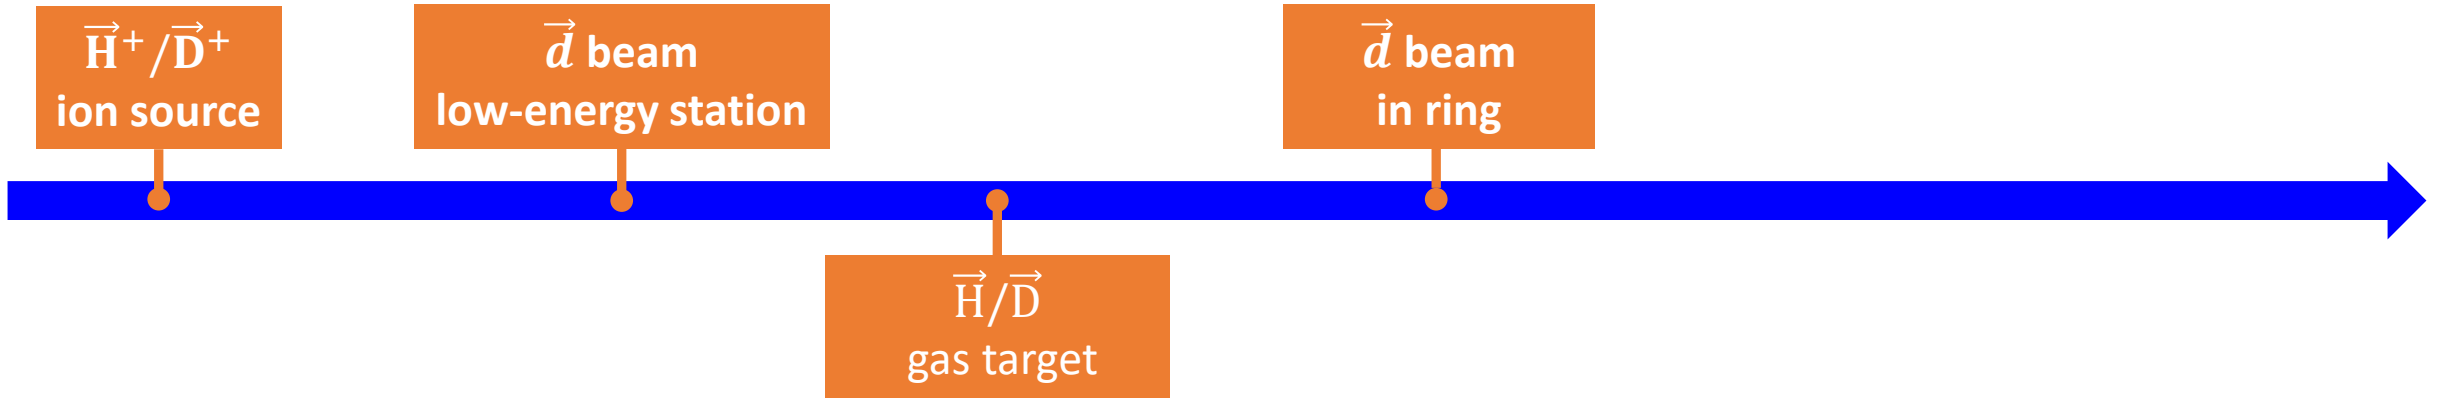 H⃗⁺/D⃗⁺
ion source
d⃗ beam
low-energy station
H⃗/D⃗
gas target
d⃗ beam
in ring